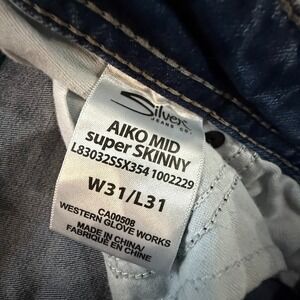 Silver
JEANS CO.
AIKO MID
super SKINNY
L83032SSX354 1002229
W31/L31
CA00508
WESTERN GLOVE WORKS
MADE IN CHINA/
FABRIQUÉ EN CHINE